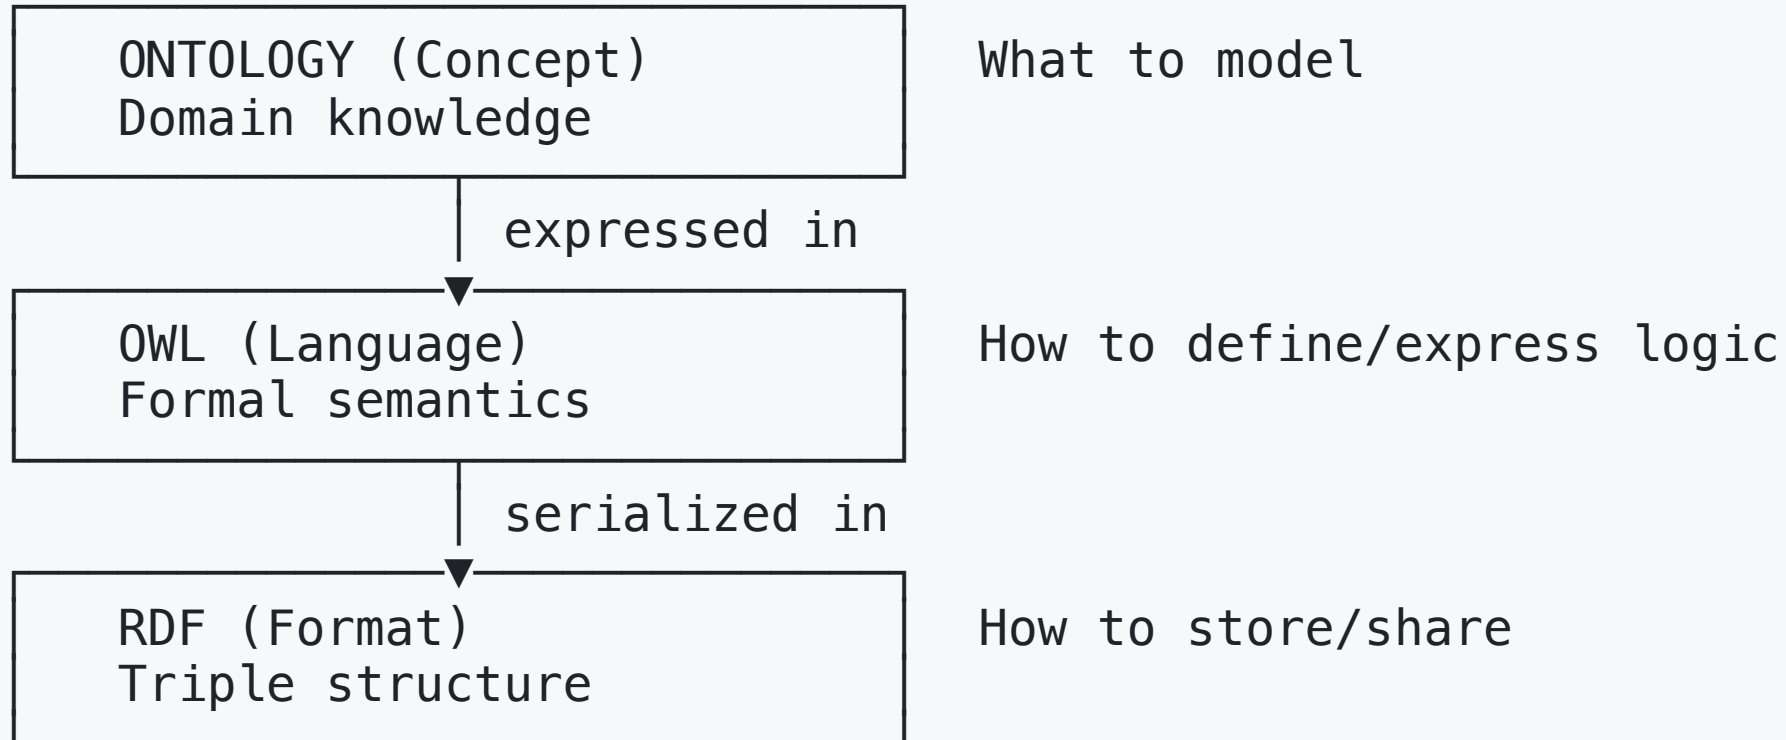 ONTOLOGY (Concept) What to model
Domain knowledge
expressed in
OWL (Language) How to define/express logic
Formal semantics
serialized in
RDF (Format) How to store/share
Triple structure